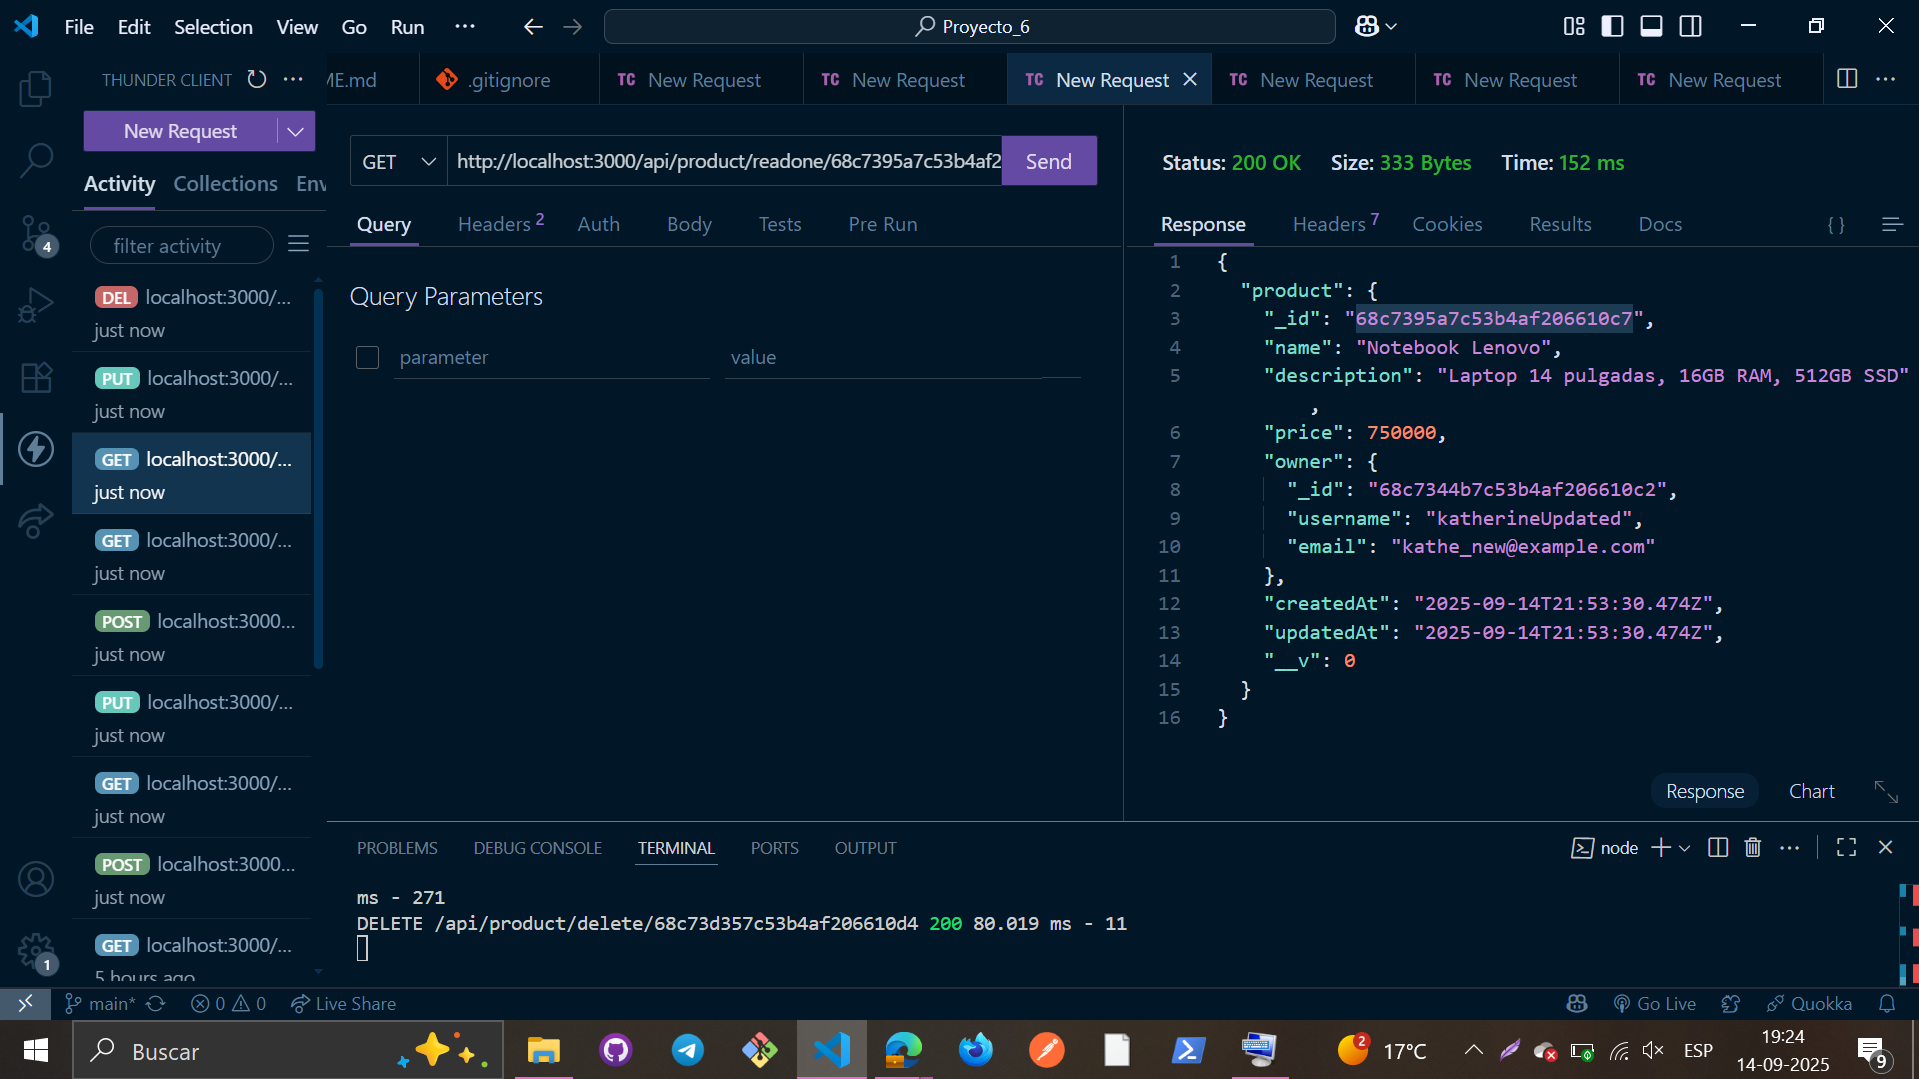 File Edit Selection View Go Run ···
Proyecto_6
THUNDER CLIENT
ME.md
.gitignore
TC New Request
TC New Request
TC New Request
TC New Request
TC New Request
TC New Request
New Request
Activity Collections Env
filter activity
4
DEL localhost:3000/...
just now
PUT localhost:3000/...
just now
GET localhost:3000/...
just now
GET localhost:3000/...
just now
POST localhost:3000...
just now
PUT localhost:3000/...
just now
GET localhost:3000/...
just now
POST localhost:3000...
just now
GET localhost:3000/...
5 hours ago
1
GET http://localhost:3000/api/product/readone/68c7395a7c53b4af2 Send
Query Headers 2 Auth Body Tests Pre Run
Query Parameters
parameter value
Status: 200 OK Size: 333 Bytes Time: 152 ms
Response Headers 7 Cookies Results Docs { }
1 {
2 "product": {
3 "_id": "68c7395a7c53b4af206610c7",
4 "name": "Notebook Lenovo",
5 "description": "Laptop 14 pulgadas, 16GB RAM, 512GB SSD"
,
6 "price": 750000,
7 "owner": {
8 "_id": "68c7344b7c53b4af206610c2",
9 "username": "katherineUpdated",
10 "email": "kathe_new@example.com"
11 },
12 "createdAt": "2025-09-14T21:53:30.474Z",
13 "updatedAt": "2025-09-14T21:53:30.474Z",
14 "__v": 0
15 }
16 }
Response Chart
PROBLEMS DEBUG CONSOLE TERMINAL PORTS OUTPUT
node
ms - 271
DELETE /api/product/delete/68c73d357c53b4af206610d4 200 80.019 ms - 11
main* 0 0 Live Share
Go Live Quokka
Buscar
2 17°C ESP
19:24
14-09-2025
9